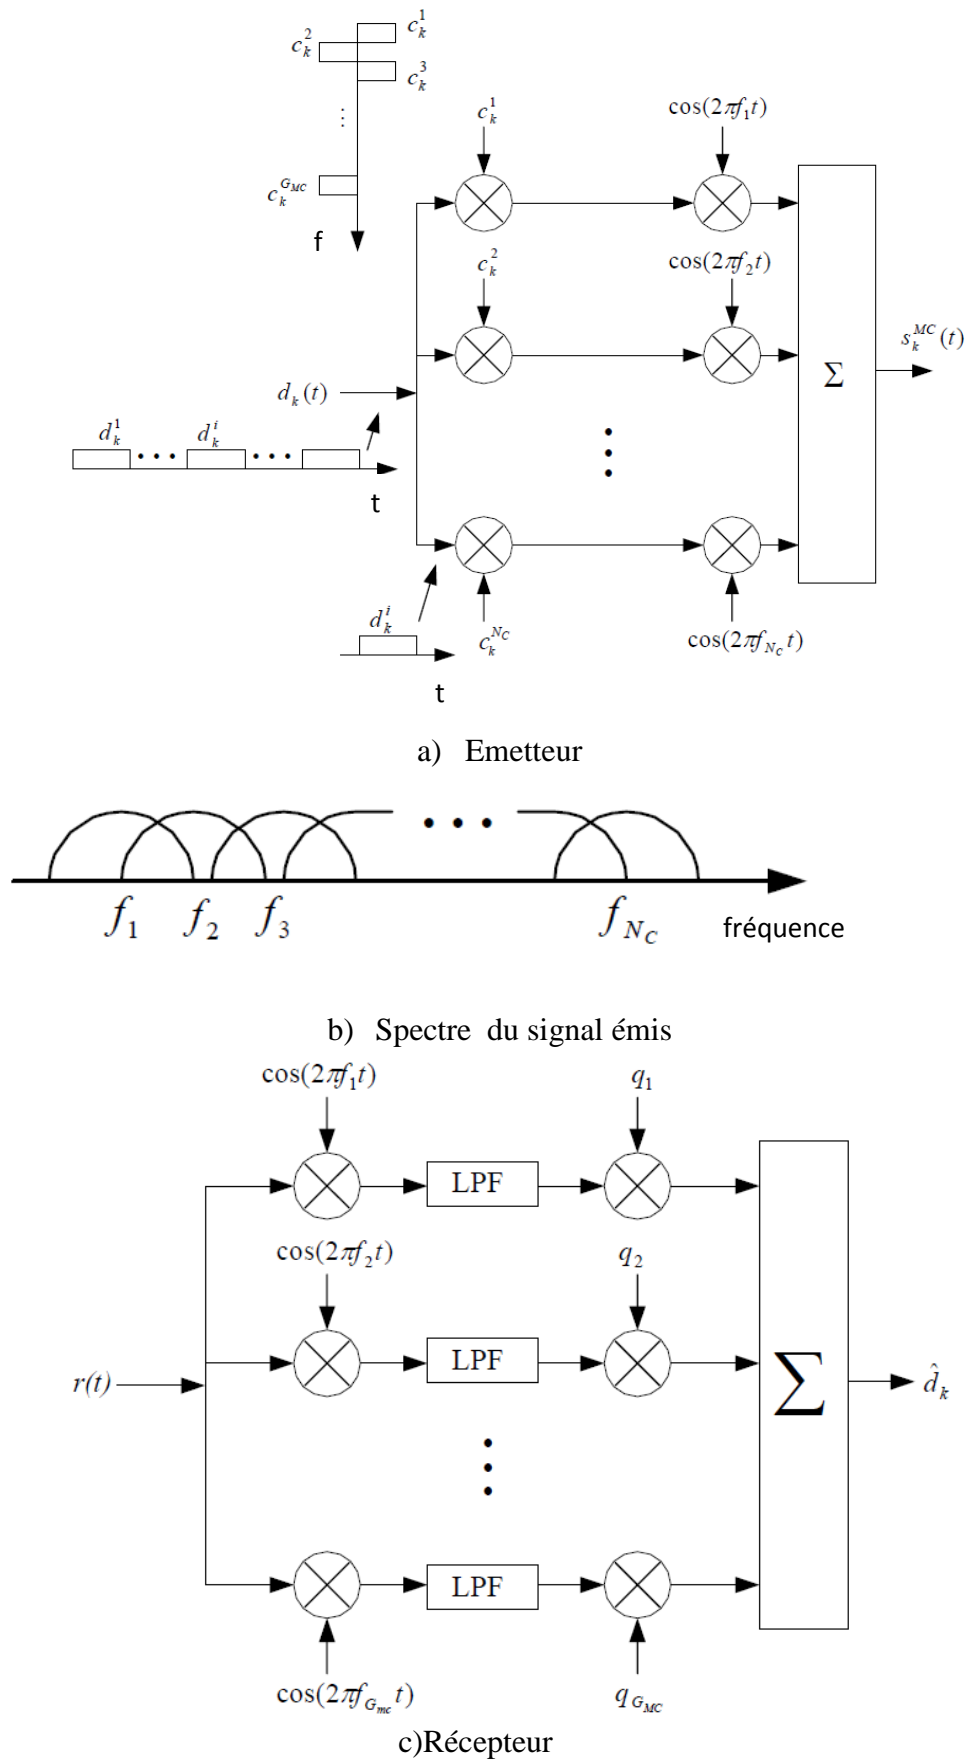 c_k^1
c_k^2
c_k^3
⋮
c_k^{G_{MC}}
f
c_k^1
cos(2πf_1t)
c_k^2
cos(2πf_2t)
s_k^{MC}(t)
Σ
d_k(t)
d_k^1 ••• d_k^i •••
t
d_k^i
c_k^{N_C}
cos(2πf_{N_C}t)
t
a) Emetteur
•••
f_1 f_2 f_3 f_{N_C} fréquence
b) Spectre du signal émis
cos(2πf_1t) q_1
LPF
cos(2πf_2t) q_2
LPF
r(t) Σ d̂_k
LPF
cos(2πf_{G_{mc}}t) q_{G_{MC}}
c)Récepteur